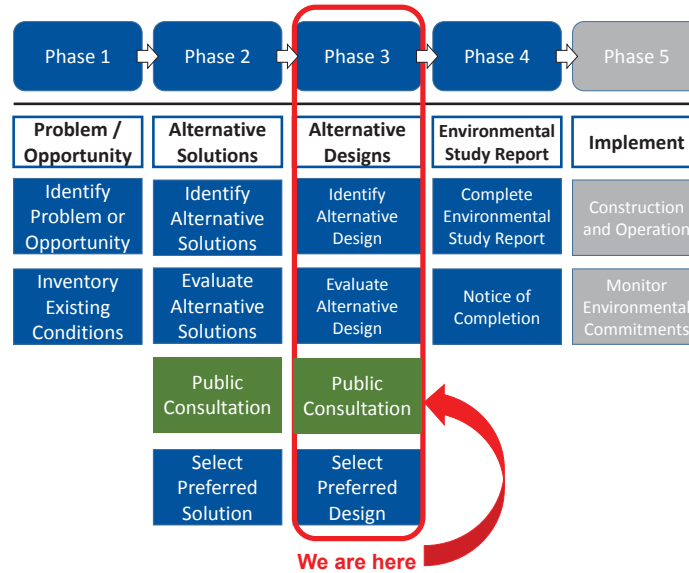 Phase 1
Phase 2
Phase 3
Phase 4
Phase 5
Problem /
Opportunity
Alternative
Solutions
Alternative
Designs
Environmental
Study Report
Implement
Identify
Problem or
Opportunity
Identify
Alternative
Solutions
Identify
Alternative
Design
Complete
Environmental
Study Report
Construction
and Operation
Inventory
Existing
Conditions
Evaluate
Alternative
Solutions
Evaluate
Alternative
Design
Notice of
Completion
Monitor
Environmental
Commitments
Public
Consultation
Public
Consultation
Select
Preferred
Solution
Select
Preferred
Design
We are here